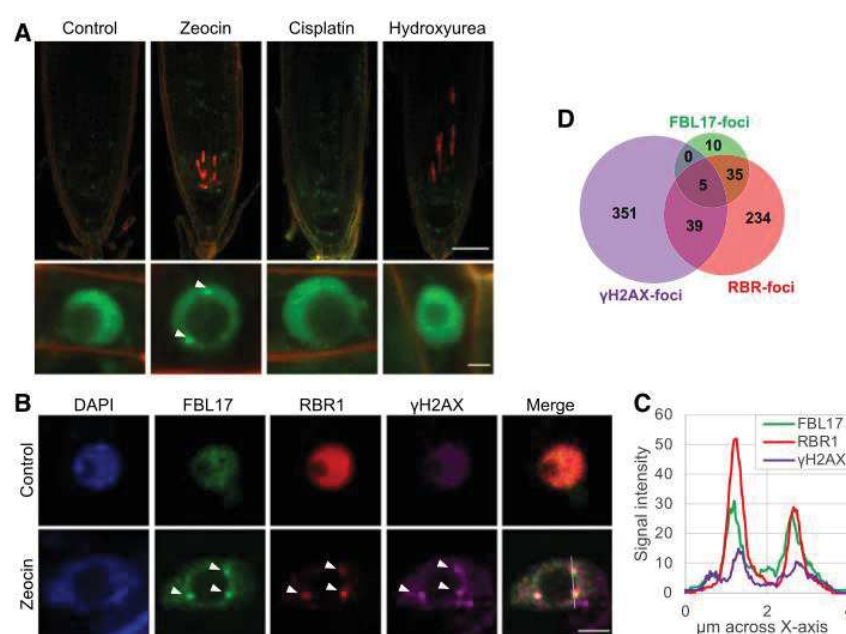 A
Control
Zeocin
Cisplatin
Hydroxyurea
D
FBL17-foci
10
0
35
5
351
39
234
γH2AX-foci
RBR-foci
B
DAPI
FBL17
RBR1
γH2AX
Merge
Control
Zeocin
C
60
50
40
30
20
10
0
Signal intensity
FBL17
RBR1
γH2AX
0
2
µm across X-axis